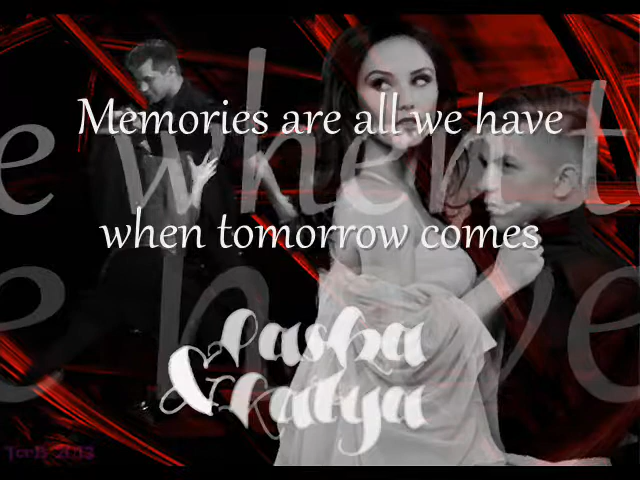 Memories are all we have
when tomorrow comes
Pasha
& Katya